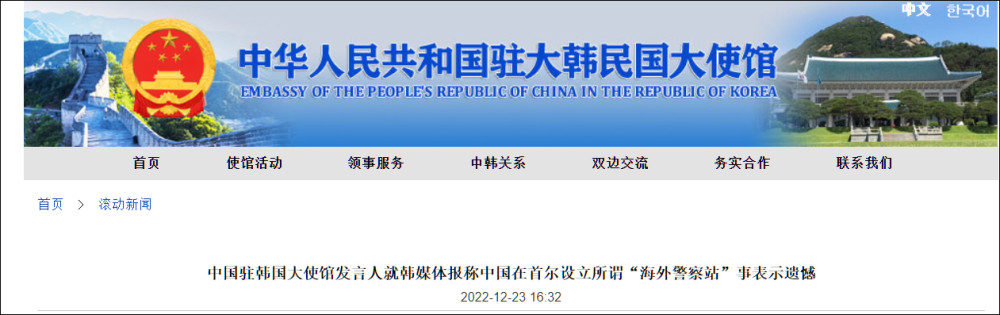 中文 한국어
中华人民共和国驻大韩民国大使馆
EMBASSY OF THE PEOPLE'S REPUBLIC OF CHINA IN THE REPUBLIC OF KOREA
首页 使馆活动 领事服务 中韩关系 双边交流 务实合作 联系我们
首页 > 滚动新闻
中国驻韩国大使馆发言人就韩媒体报称中国在首尔设立所谓“海外警察站”事表示遗憾
2022-12-23 16:32